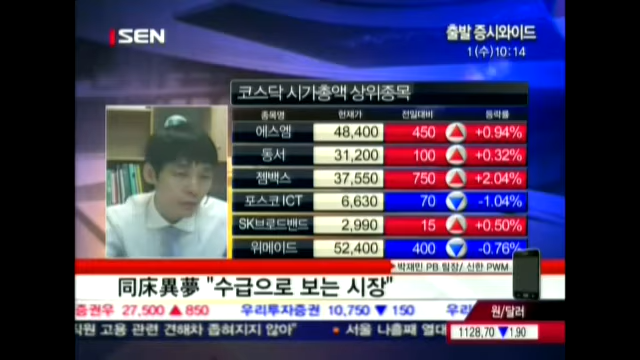 SEN
출발 증시와이드
1(수)10:14
코스닥 시가총액 상위종목
종목명 현재가 전일대비 등락률
에스엠 48,400 450 ▲ +0.94%
동서 31,200 100 ▲ +0.32%
젬백스 37,550 750 ▲ +2.04%
포스코 ICT 6,630 70 ▼ -1.04%
SK브로드밴드 2,990 15 ▲ +0.50%
위메이드 52,400 400 ▼ -0.76%
박재민 PB 팀장/ 신한 PWM
同床異夢 "수급으로 보는 시장"
증권우 27,500 ▲ 850 우리투자증권 10,750 ▼ 150
원/달러
직원 고용 관련 견해차 좁혀지지 않아" • 서울 나흘째 열대
1128,70 ▼1.90